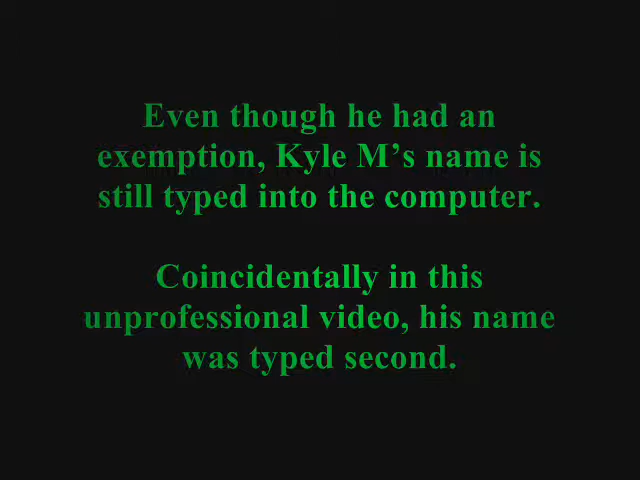 Even though he had an
exemption, Kyle M’s name is
still typed into the computer.
Coincidentally in this
unprofessional video, his name
was typed second.